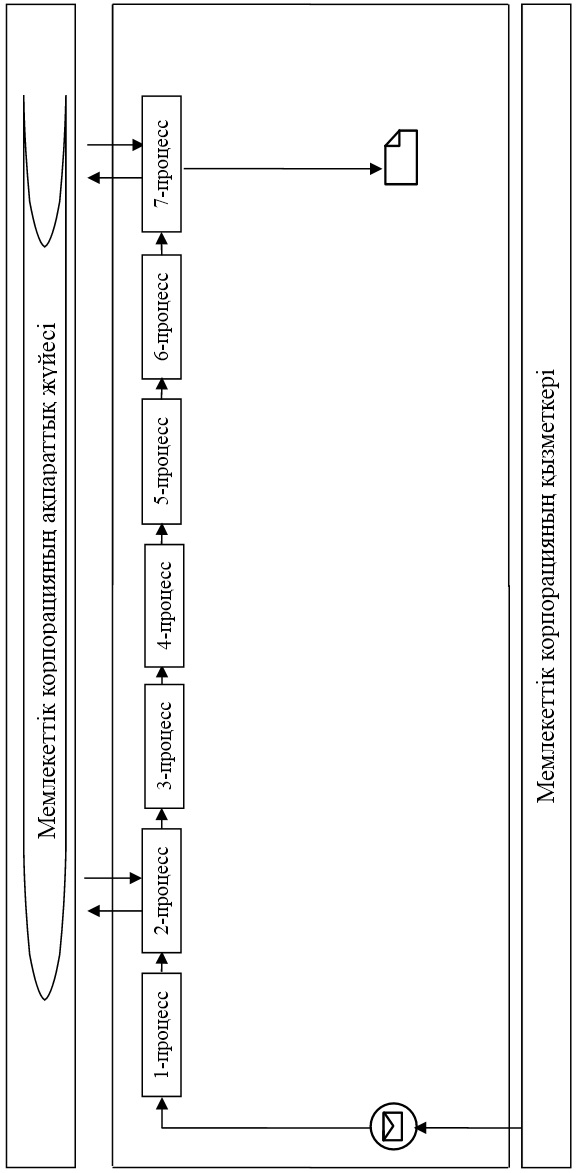 Мемлекеттік корпорацияның ақпараттық жүйесі
1-процесс
2-процесс
3-процесс
4-процесс
5-процесс
6-процесс
7-процесс
Мемлекеттік корпорацияның қызметкері